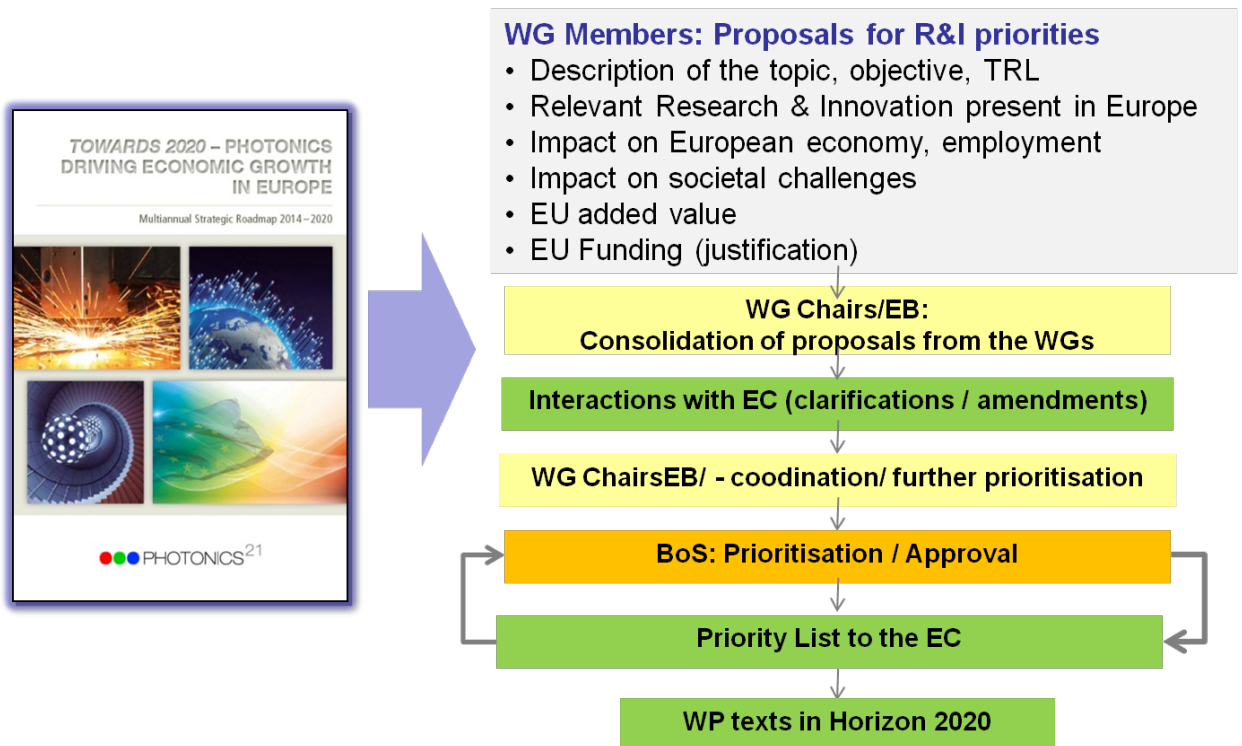 TOWARDS 2020 – PHOTONICS
DRIVING ECONOMIC GROWTH
IN EUROPE
Multiannual Strategic Roadmap 2014–2020
PHOTONICS21
WG Members: Proposals for R&I priorities
• Description of the topic, objective, TRL
• Relevant Research & Innovation present in Europe
• Impact on European economy, employment
• Impact on societal challenges
• EU added value
• EU Funding (justification)
WG Chairs/EB:
Consolidation of proposals from the WGs
Interactions with EC (clarifications / amendments)
WG ChairsEB/ - coodination/ further prioritisation
BoS: Prioritisation / Approval
Priority List to the EC
WP texts in Horizon 2020